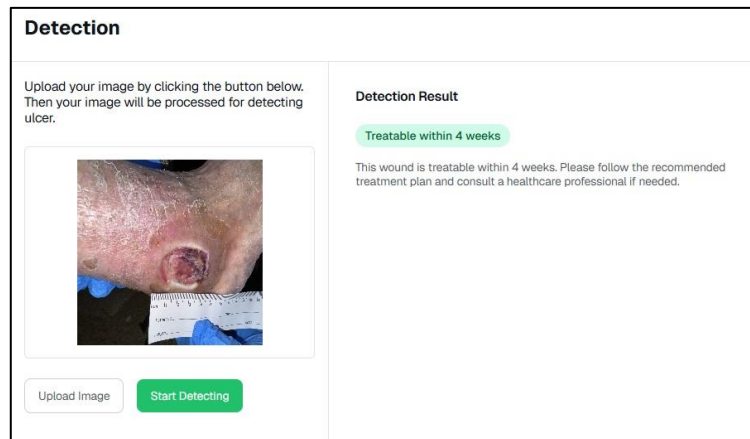 Detection
Upload your image by clicking the button below.
Then your image will be processed for detecting
ulcer.
Upload Image
Start Detecting
Detection Result
Treatable within 4 weeks
This wound is treatable within 4 weeks. Please follow the recommended
treatment plan and consult a healthcare professional if needed.